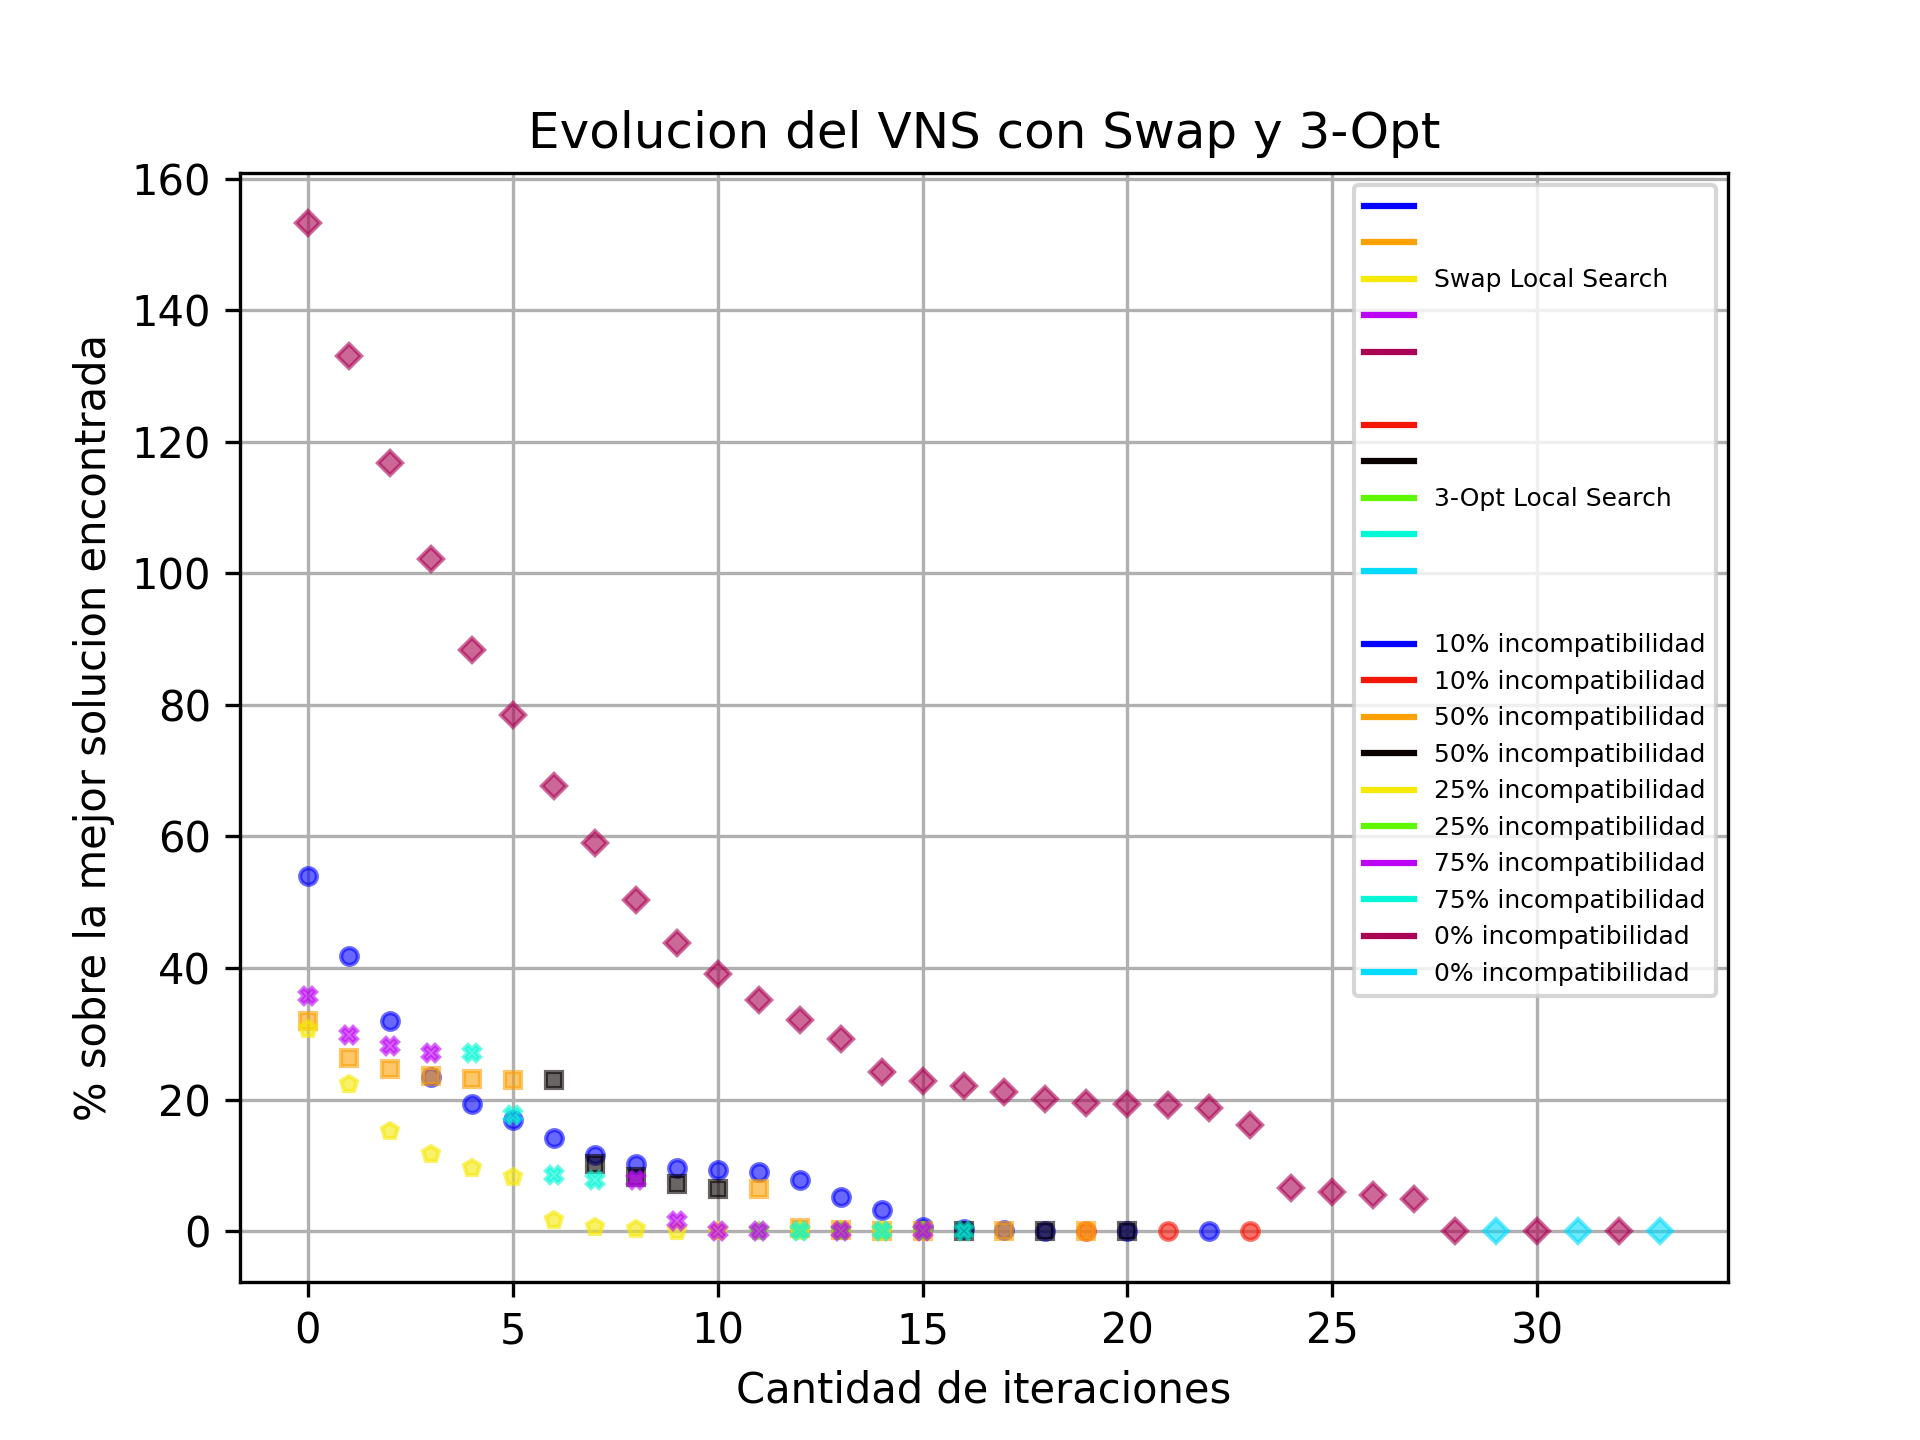 Evolucion del VNS con Swap y 3-Opt
% sobre la mejor solucion encontrada
160
140
120
100
80
60
40
20
0
Swap Local Search
3-Opt Local Search
10% incompatibilidad
10% incompatibilidad
50% incompatibilidad
50% incompatibilidad
25% incompatibilidad
25% incompatibilidad
75% incompatibilidad
75% incompatibilidad
0% incompatibilidad
0% incompatibilidad
0 5 10 15 20 25 30
Cantidad de iteraciones